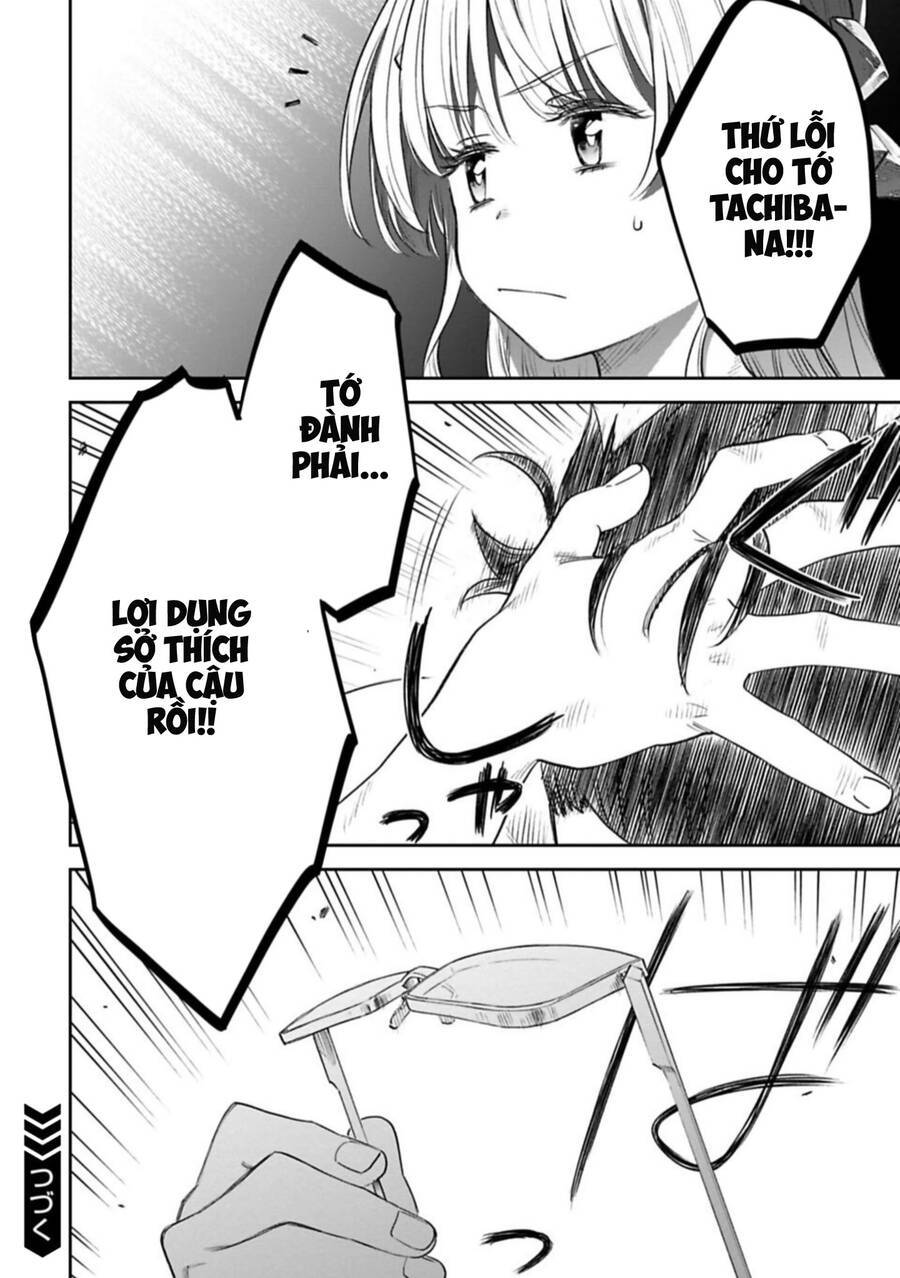 THỨ LỖI
CHO TỚ
TACHIBA-
NA!!!
TỚ
ĐÀNH
PHẢI...
LỢI DỤNG
SỞ THÍCH
CỦA CẬU
RỒI!!
つづく